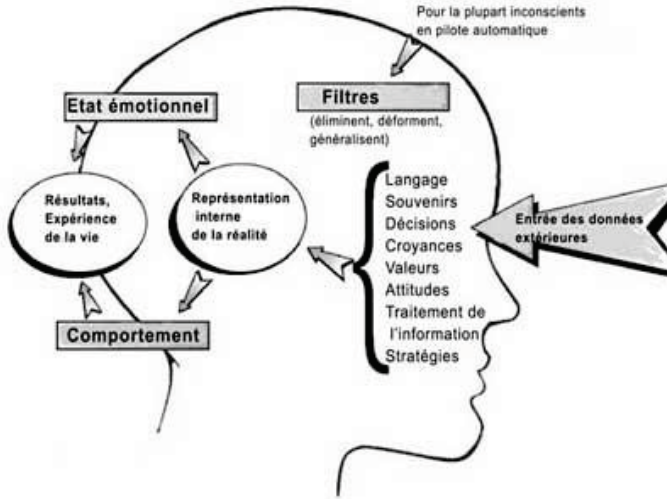 Pour la plupart inconscients
en pilote automatique
Etat émotionnel
Filtres
(éliminent, déforment,
génèralisent)
Résultats,
Expérience
de la vie
Représentation
interne
de la réalité
Langage
Souvenirs
Décisions
Croyances
Valeurs
Attitudes
Traitement de
l'information
Stratégies
Entrée des données
extérieures
Comportement